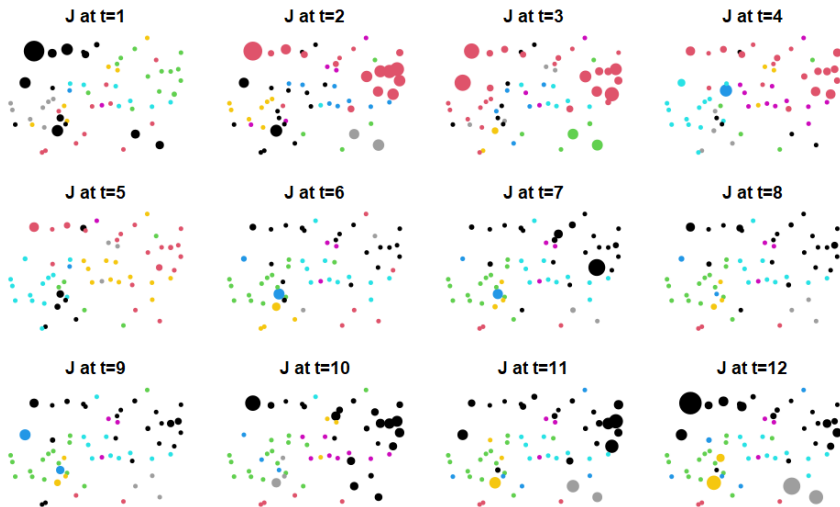 J at t=1
J at t=2
J at t=3
J at t=4
J at t=5
J at t=6
J at t=7
J at t=8
J at t=9
J at t=10
J at t=11
J at t=12